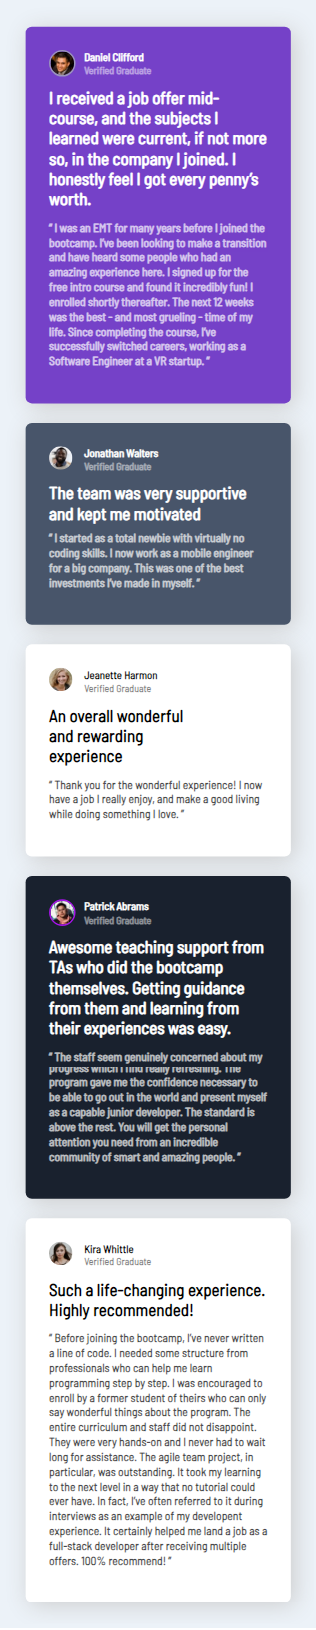 Daniel Clifford
Verified Graduate
I received a job offer mid-
course, and the subjects I
learned were current, if not more
so, in the company I joined. I
honestly feel I got every penny's
worth.
“ I was an EMT for many years before I joined the
bootcamp. I've been looking to make a transition
and have heard some people who had an
amazing experience here. I signed up for the
free intro course and found it incredibly fun! I
enrolled shortly thereafter. The next 12 weeks
was the best - and most grueling - time of my
life. Since completing the course, I've
successfully switched careers, working as a
Software Engineer at a VR startup. ”
Jonathan Walters
Verified Graduate
The team was very supportive
and kept me motivated
“ I started as a total newbie with virtually no
coding skills. I now work as a mobile engineer
for a big company. This was one of the best
investments I've made in myself. ”
Jeanette Harmon
Verified Graduate
An overall wonderful
and rewarding
experience
“ Thank you for the wonderful experience! I now
have a job I really enjoy, and make a good living
while doing something I love. ”
Patrick Abrams
Verified Graduate
Awesome teaching support from
TAs who did the bootcamp
themselves. Getting guidance
from them and learning from
their experiences was easy.
“ The staff seem genuinely concerned about my
progress which I find really refreshing. The
program gave me the confidence necessary to
be able to go out in the world and present myself
as a capable junior developer. The standard is
above the rest. You will get the personal
attention you need from an incredible
community of smart and amazing people. ”
Kira Whittle
Verified Graduate
Such a life-changing experience.
Highly recommended!
“ Before joining the bootcamp, I've never written
a line of code. I needed some structure from
professionals who can help me learn
programming step by step. I was encouraged to
enroll by a former student of theirs who can only
say wonderful things about the program. The
entire curriculum and staff did not disappoint.
They were very hands-on and I never had to wait
long for assistance. The agile team project, in
particular, was outstanding. It took my learning
to the next level in a way that no tutorial could
ever have. In fact, I've often referred to it during
interviews as an example of my developent
experience. It certainly helped me land a job as a
full-stack developer after receiving multiple
offers. 100% recommend! ”